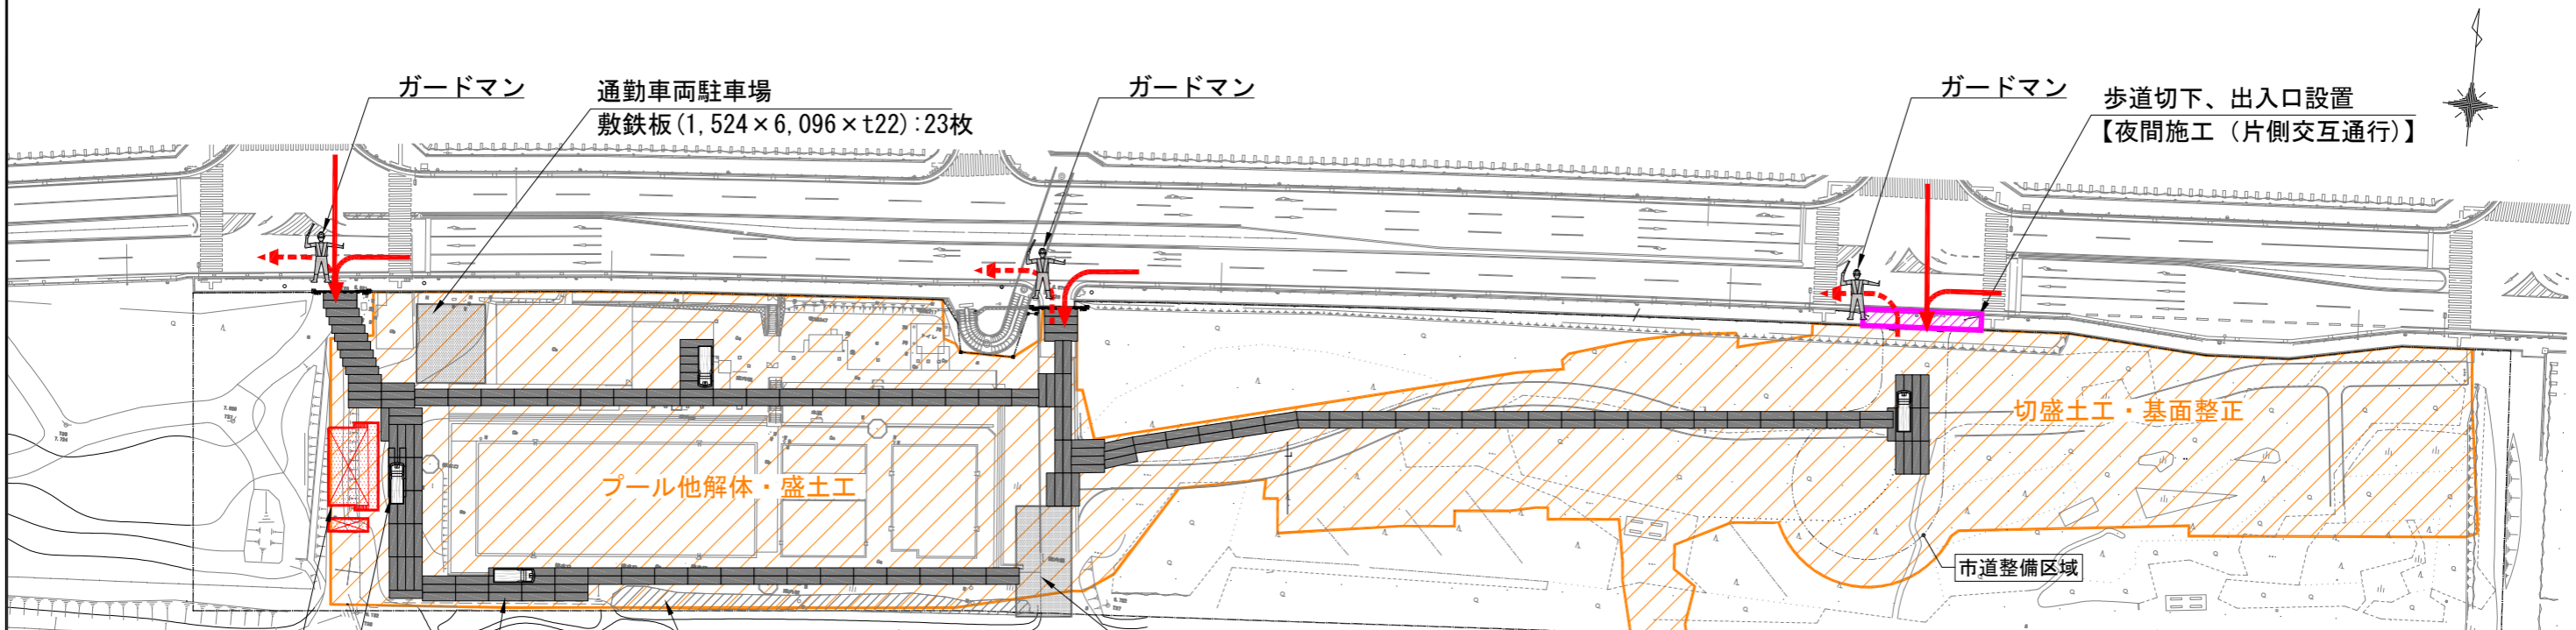 ガードマン
通勤車両駐車場
敷鉄板(1,524×6,096×t22):23枚
ガードマン
ガードマン
歩道切下、出入口設置
【夜間施工（片側交互通行）】
切盛土工・基面整正
プール他解体・盛土工
市道整備区域